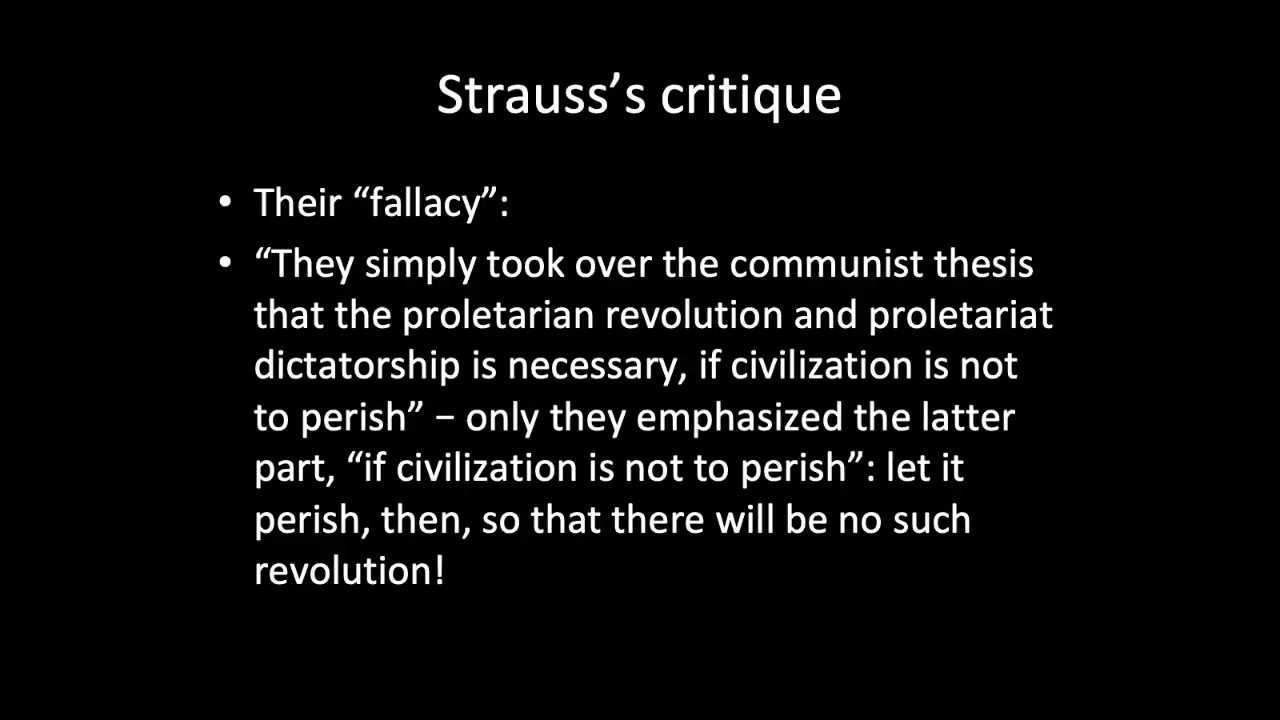 Strauss’s critique
• Their “fallacy”:
• “They simply took over the communist thesis
that the proletarian revolution and proletariat
dictatorship is necessary, if civilization is not
to perish” − only they emphasized the latter
part, “if civilization is not to perish”: let it
perish, then, so that there will be no such
revolution!